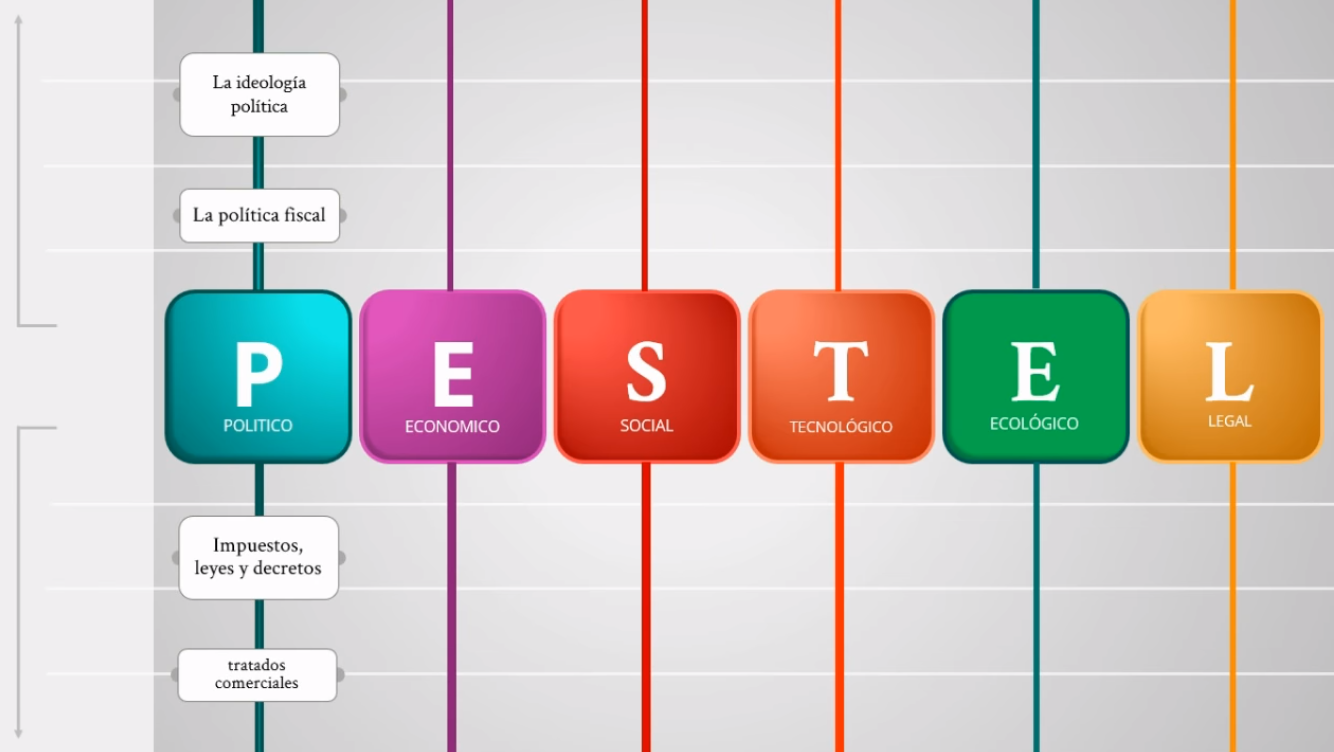 La ideología
política
La política fiscal
P
POLITICO
E
ECONOMICO
S
SOCIAL
T
TECNOLÓGICO
E
ECOLÓGICO
L
LEGAL
Impuestos,
leyes y decretos
tratados
comerciales